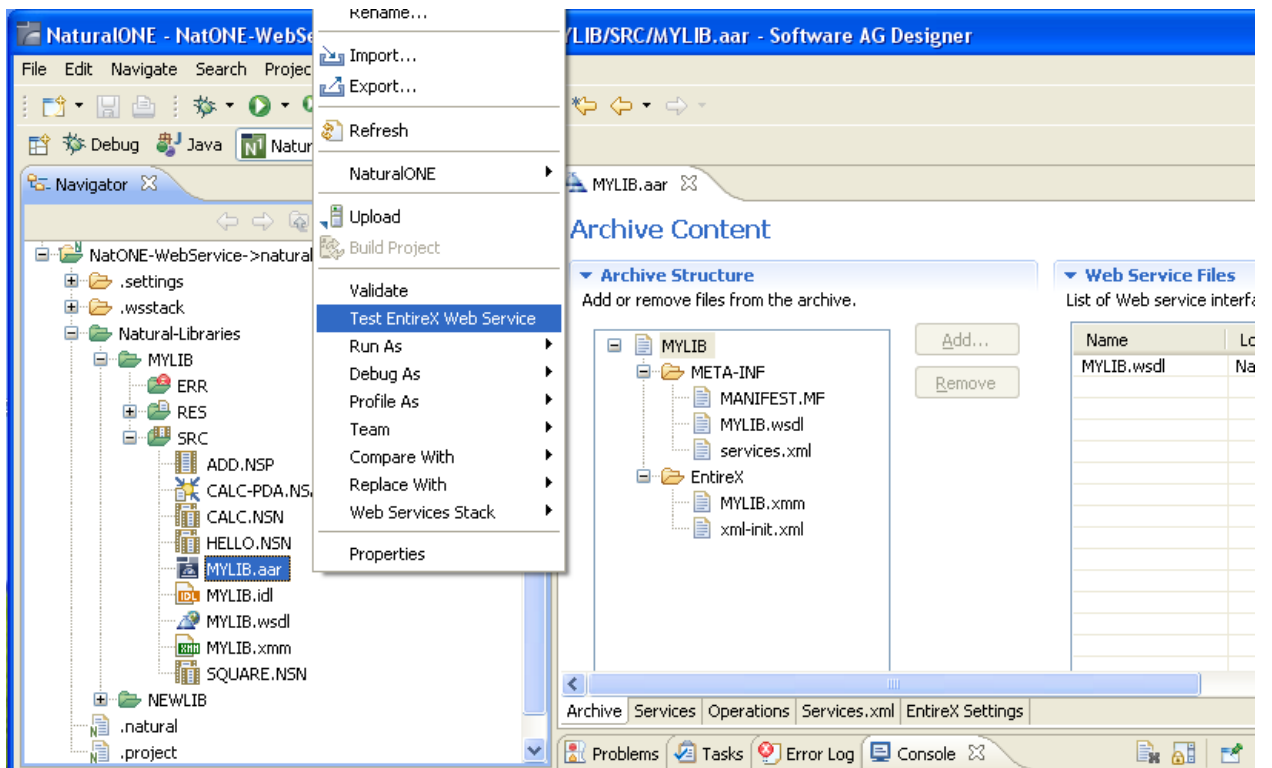 NaturalONE - NatONE-WebSe
YLIB/SRC/MYLIB.aar - Software AG Designer
File Edit Navigate Search Projec
Debug Java Natur
Navigator
NatONE-WebService->natural
.settings
.wsstack
Natural-Libraries
MYLIB
ERR
RES
SRC
ADD.NSP
CALC-PDA.NSA
CALC.NSN
HELLO.NSN
MYLIB.aar
MYLIB.idl
MYLIB.wsdl
MYLIB.xmm
SQUARE.NSN
NEWLIB
.natural
.project
Rename...
Import...
Export...
Refresh
NaturalONE
Upload
Build Project
Validate
Test EntireX Web Service
Run As
Debug As
Profile As
Team
Compare With
Replace With
Web Services Stack
Properties
MYLIB.aar
Archive Content
Archive Structure
Add or remove files from the archive.
MYLIB
META-INF
MANIFEST.MF
MYLIB.wsdl
services.xml
EntireX
MYLIB.xmm
xml-init.xml
Add...
Remove
Web Service Files
List of Web service interfa
Name Lo
MYLIB.wsdl Na
Archive Services Operations Services.xml EntireX Settings
Problems Tasks Error Log Console